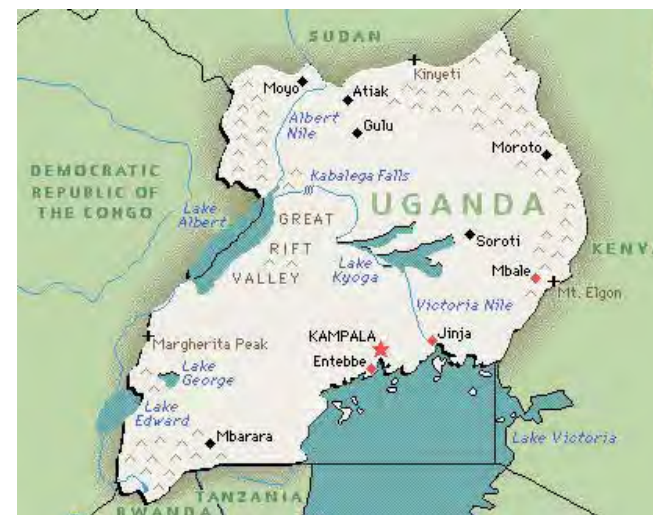 SUDAN
Kinyeti
Moyo
Atiak
Albert
Nile
Gulu
Moroto
DEMOCRATIC
REPUBLIC OF
THE CONGO
Kabalega Falls
Lake
Albert
GREAT
RIFT
VALLEY
UGANDA
Soroti
KENY
Lake
Kyoga
Mbale
Mt. Elgon
Victoria Nile
Margherita Peak
KAMPALA
Jinja
Entebbe
Lake
George
Lake
Edward
Mbarara
Lake Victoria
TANZANIA
RWANDA